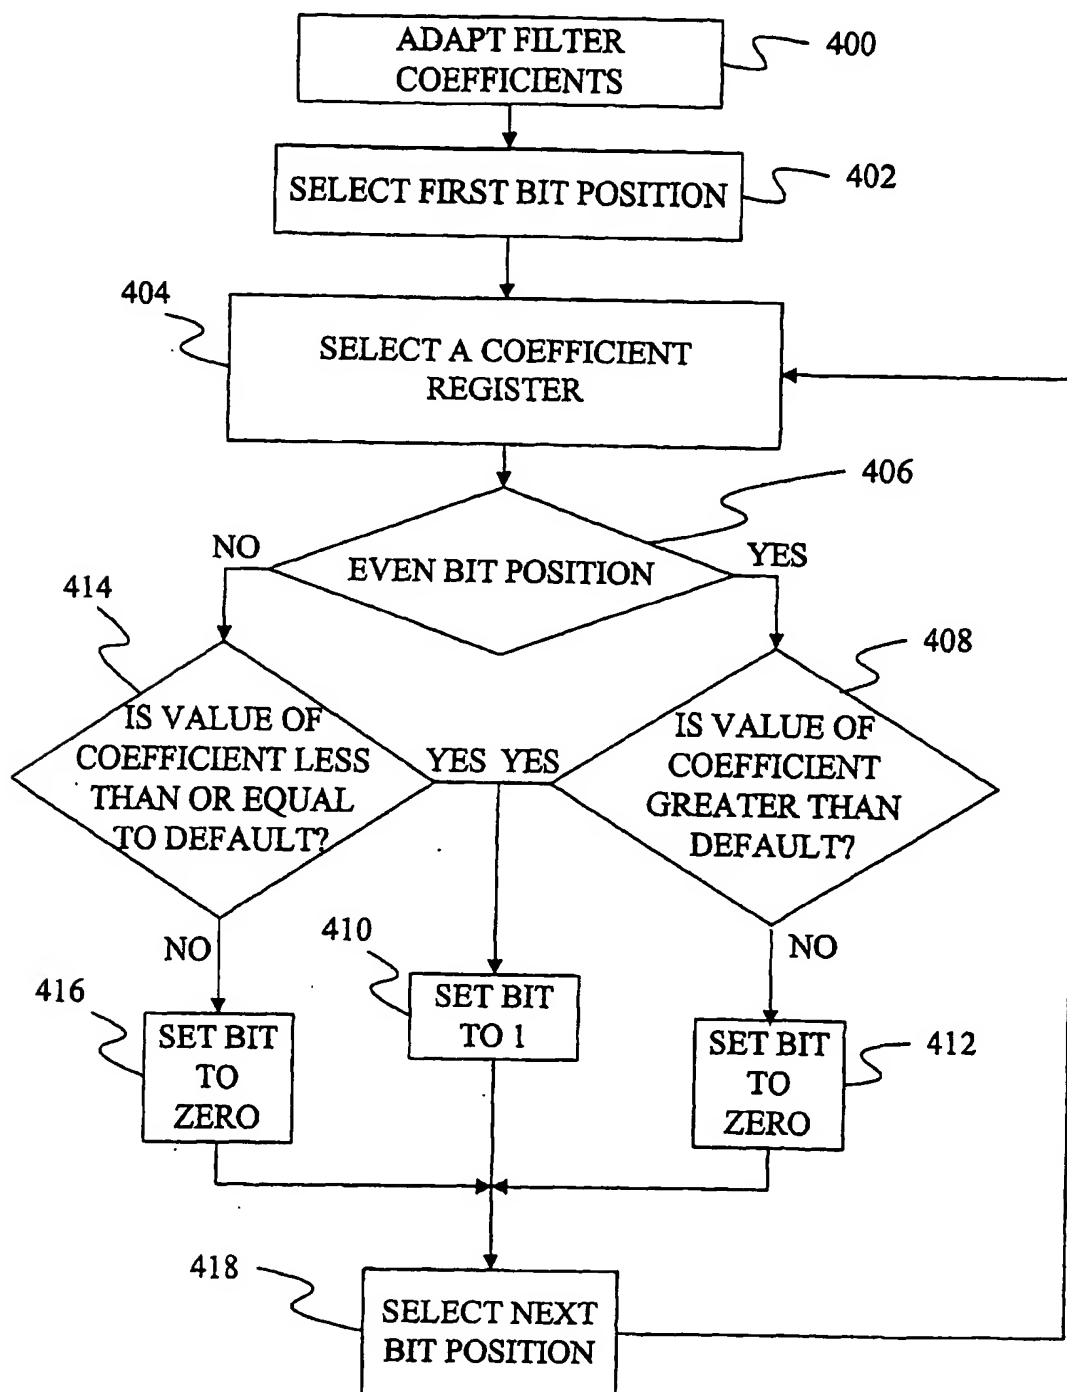 ADAPT FILTER
COEFFICIENTS
400
SELECT FIRST BIT POSITION
402
404
SELECT A COEFFICIENT
REGISTER
406
EVEN BIT POSITION
NO
YES
414
408
IS VALUE OF
COEFFICIENT LESS
THAN OR EQUAL
TO DEFAULT?
YES YES
IS VALUE OF
COEFFICIENT
GREATER THAN
DEFAULT?
NO
410
NO
416
SET BIT
TO
ZERO
SET BIT
TO 1
SET BIT
TO
ZERO
412
418
SELECT NEXT
BIT POSITION